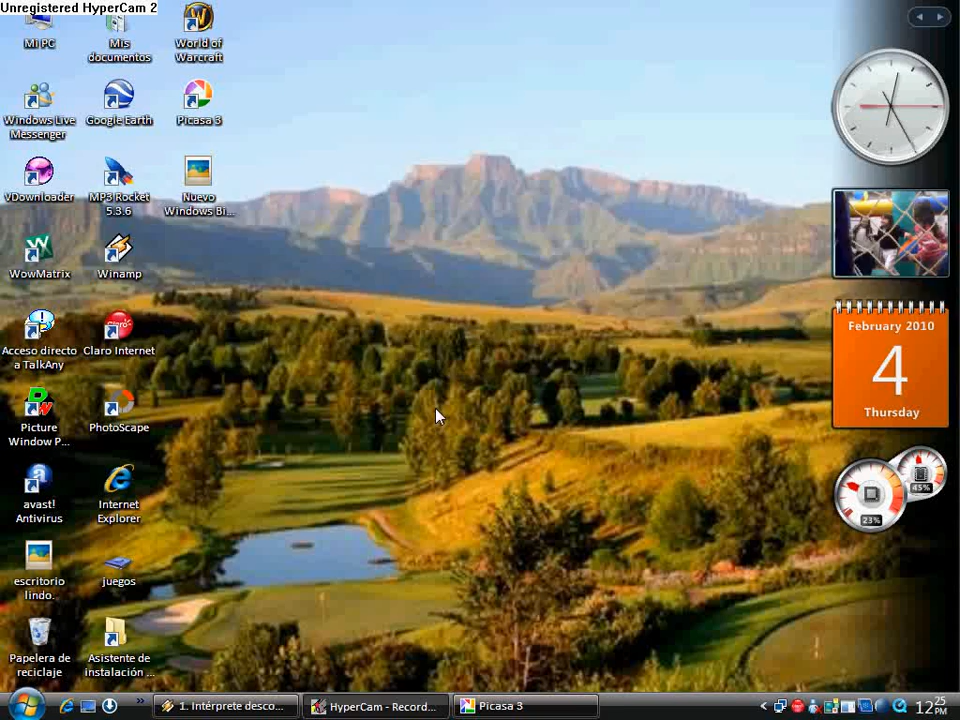 Unregistered HyperCam 2
Mi PC
Mis
documentos
World of
Warcraft
Windows Live
Messenger
Google Earth
Picasa 3
VDownloader
MP3 Rocket
5.3.6
Nuevo
Windows Bi...
WowMatrix
Winamp
Acceso directo
a TalkAny
Claro Internet
Picture
Window P...
PhotoScape
avast!
Antivirus
Internet
Explorer
escritorio
lindo.
juegos
Papelera de
reciclaje
Asistente de
instalación ...
February 2010
4
Thursday
45%
23%
1. Intérprete desco...
HyperCam - Record...
Picasa 3
12:25
PM